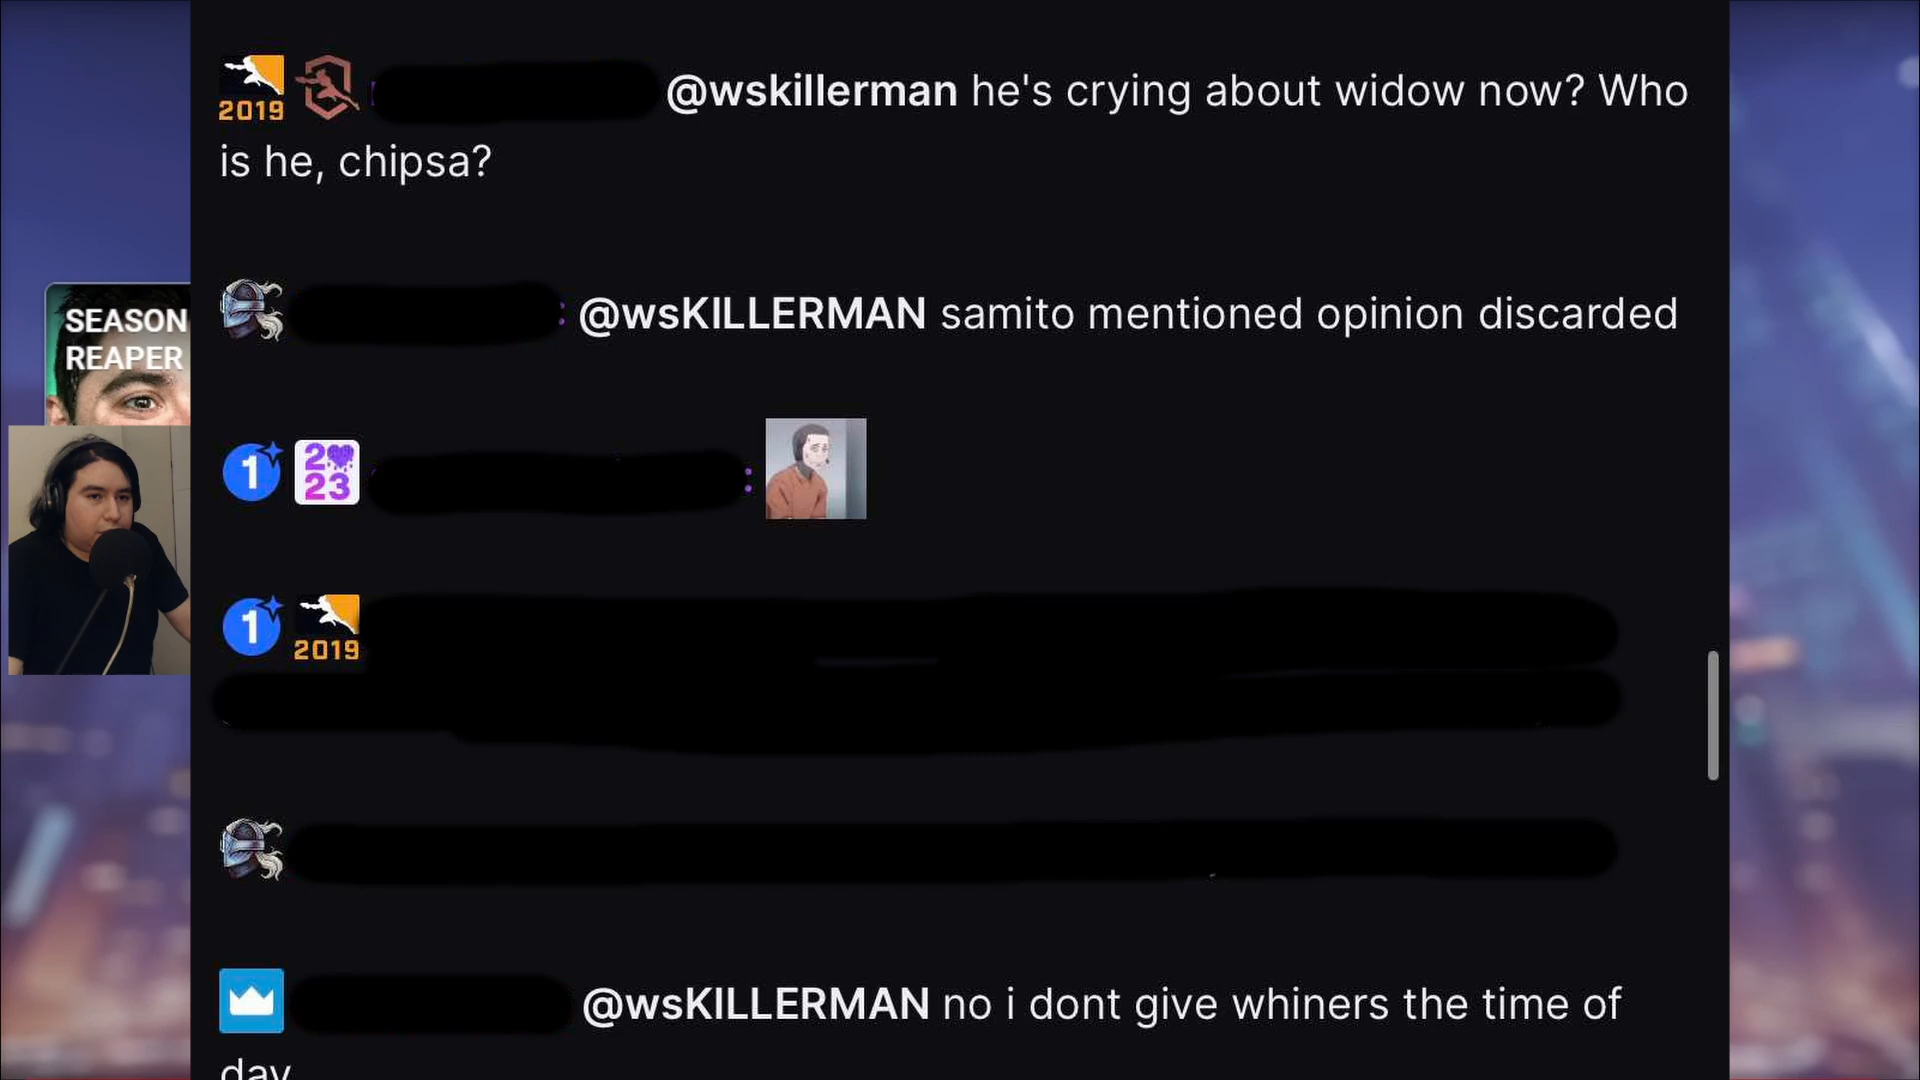 2019 @wskillerman he's crying about widow now? Who
is he, chipsa?
@wsKILLERMAN samito mentioned opinion discarded
SEASON
REAPER
1 2
23 :
1
2019
@wsKILLERMAN no i dont give whiners the time of
day